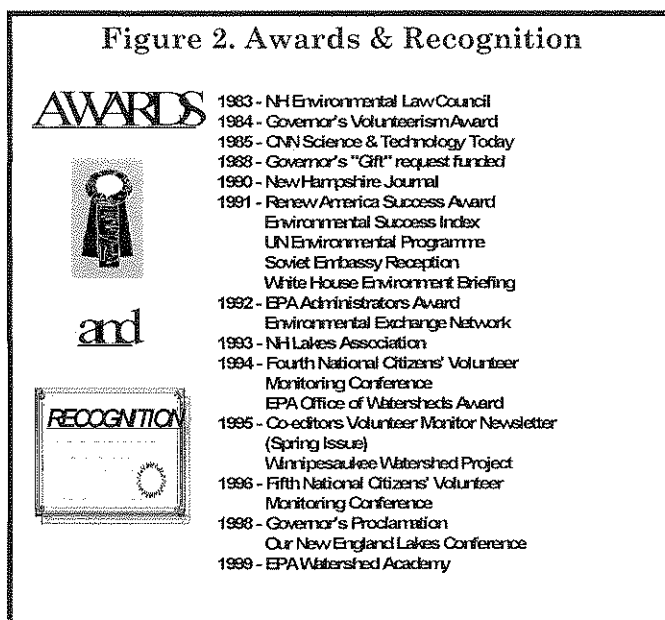 Figure 2. Awards & Recognition
AWARDS
and
RECOGNITION
1983 - NH Environmental Law Council
1984 - Governor's Volunteerism Award
1985 - CNN Science & Technology Today
1988 - Governor's "Gift" request funded
1990 - New Hampshire Journal
1991 - Renew America Success Award
Environmental Success Index
UN Environmental Programme
Soviet Embassy Reception
White House Environment Briefing
1992 - EPA Administrators Award
Environmental Exchange Network
1993 - NH Lakes Association
1994 - Fourth National Citizens' Volunteer
Monitoring Conference
EPA Office of Watersheds Award
1995 - Co-editors Volunteer Monitor Newsletter
(Spring Issue)
Winnipesaukee Watershed Project
1996 - Fifth National Citizens' Volunteer
Monitoring Conference
1998 - Governor's Proclamation
Our New England Lakes Conference
1999 - EPA Watershed Academy